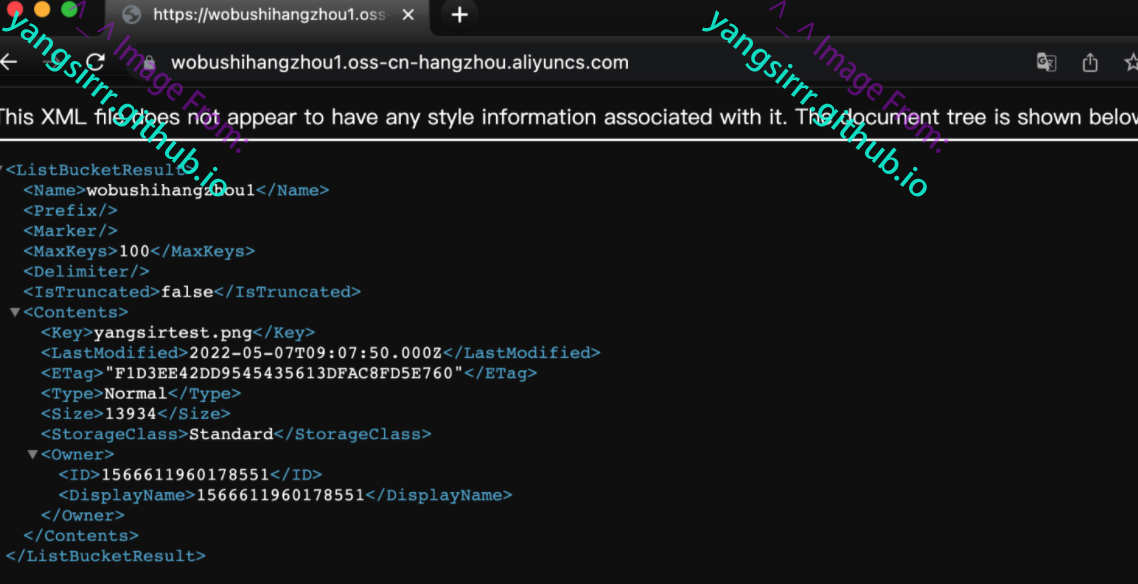 https://wobushihangzhou1.oss-
wobushihangzhou1.oss-cn-hangzhou.aliyuncs.com
This XML file does not appear to have any style information associated with it. The document tree is shown below
<ListBucketResult>
<Name>wobushihangzhou1</Name>
<Prefix/>
<Marker/>
<MaxKeys>100</MaxKeys>
<Delimiter/>
<IsTruncated>false</IsTruncated>
<Contents>
<Key>yangsirtest.png</Key>
<LastModified>2022-05-07T09:07:50.000Z</LastModified>
<ETag>"F1D3EE42DD9545435613DFAC8FD5E760"</ETag>
<Type>Normal</Type>
<Size>13934</Size>
<StorageClass>Standard</StorageClass>
<Owner>
<ID>1566611960178551</ID>
<DisplayName>1566611960178551</DisplayName>
</Owner>
</Contents>
</ListBucketResult>
^_^ Image From:
yangsirrr.github.io
^_^ Image From:
yangsirrr.github.io